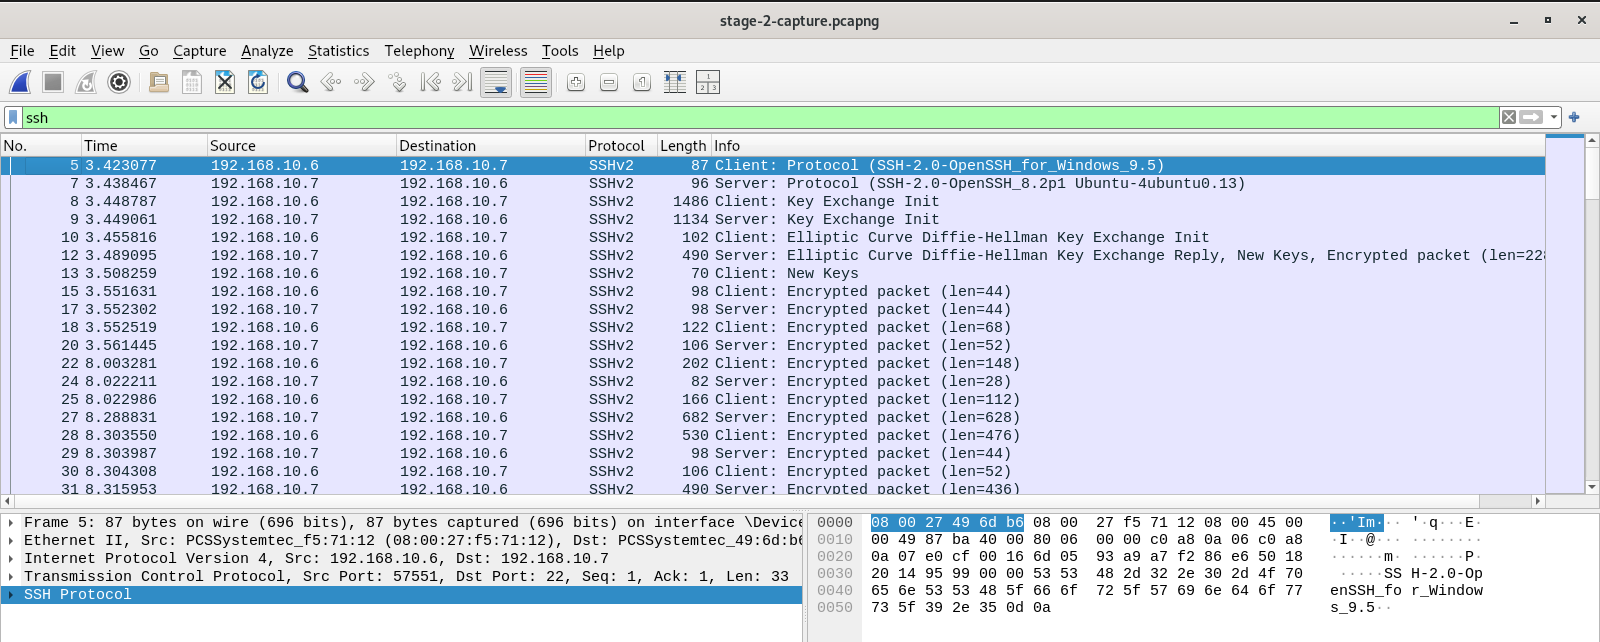 stage-2-capture.pcapng
File Edit View Go Capture Analyze Statistics Telephony Wireless Tools Help
ssh
No. Time Source Destination Protocol Length Info
5 3.423077 192.168.10.6 192.168.10.7 SSHv2 87 Client: Protocol (SSH-2.0-OpenSSH_for_Windows_9.5)
7 3.438467 192.168.10.7 192.168.10.6 SSHv2 96 Server: Protocol (SSH-2.0-OpenSSH_8.2p1 Ubuntu-4ubuntu0.13)
8 3.448787 192.168.10.6 192.168.10.7 SSHv2 1486 Client: Key Exchange Init
9 3.449061 192.168.10.7 192.168.10.6 SSHv2 1134 Server: Key Exchange Init
10 3.455816 192.168.10.6 192.168.10.7 SSHv2 102 Client: Elliptic Curve Diffie-Hellman Key Exchange Init
12 3.489095 192.168.10.7 192.168.10.6 SSHv2 490 Server: Elliptic Curve Diffie-Hellman Key Exchange Reply, New Keys, Encrypted packet (len=228
13 3.508259 192.168.10.6 192.168.10.7 SSHv2 70 Client: New Keys
15 3.551631 192.168.10.6 192.168.10.7 SSHv2 98 Client: Encrypted packet (len=44)
17 3.552302 192.168.10.7 192.168.10.6 SSHv2 98 Server: Encrypted packet (len=44)
18 3.552519 192.168.10.6 192.168.10.7 SSHv2 122 Client: Encrypted packet (len=68)
20 3.561445 192.168.10.7 192.168.10.6 SSHv2 106 Server: Encrypted packet (len=52)
22 8.003281 192.168.10.6 192.168.10.7 SSHv2 202 Client: Encrypted packet (len=148)
24 8.022211 192.168.10.7 192.168.10.6 SSHv2 82 Server: Encrypted packet (len=28)
25 8.022986 192.168.10.6 192.168.10.7 SSHv2 166 Client: Encrypted packet (len=112)
27 8.288831 192.168.10.7 192.168.10.6 SSHv2 682 Server: Encrypted packet (len=628)
28 8.303550 192.168.10.6 192.168.10.7 SSHv2 530 Client: Encrypted packet (len=476)
29 8.303987 192.168.10.7 192.168.10.6 SSHv2 98 Server: Encrypted packet (len=44)
30 8.304308 192.168.10.6 192.168.10.7 SSHv2 106 Client: Encrypted packet (len=52)
31 8.315953 192.168.10.7 192.168.10.6 SSHv2 490 Server: Encrypted packet (len=436)
Frame 5: 87 bytes on wire (696 bits), 87 bytes captured (696 bits) on interface \Device
Ethernet II, Src: PCSSystemtec_f5:71:12 (08:00:27:f5:71:12), Dst: PCSSystemtec_49:6d:b6
Internet Protocol Version 4, Src: 192.168.10.6, Dst: 192.168.10.7
Transmission Control Protocol, Src Port: 57551, Dst Port: 22, Seq: 1, Ack: 1, Len: 33
SSH Protocol
0000 08 00 27 49 6d b6 08 00 27 f5 71 12 08 00 45 00 ··'Im··· '·q···E·
0010 00 49 87 ba 40 00 80 06 00 00 c0 a8 0a 06 c0 a8 ·I··@··· ········
0020 0a 07 e0 cf 00 16 6d 05 93 a9 a7 f2 86 e6 50 18 ······m· ······P·
0030 20 14 95 99 00 00 53 53 48 2d 32 2e 30 2d 4f 70 ·····SS H-2.0-Op
0040 65 6e 53 53 48 5f 66 6f 72 5f 57 69 6e 64 6f 77 enSSH_fo r_Window
0050 73 5f 39 2e 35 0d 0a s_9.5··